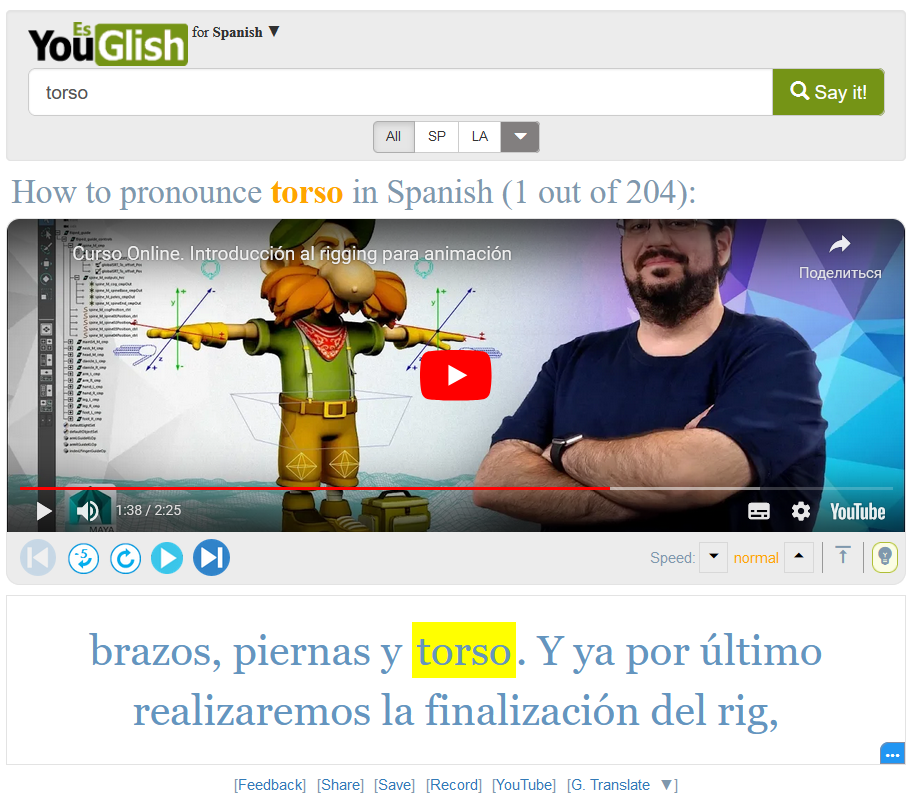 Es
YouGlish for Spanish ▼
torso
Say it!
All SP LA
How to pronounce torso in Spanish (1 out of 204):
Curso Online. Introducción al rigging para animación
Поделиться
y
y
x
z
MAYA
1:38 / 2:25
YouTube
-5
Speed: normal
brazos, piernas y torso. Y ya por último
realizaremos la finalización del rig,
...
[Feedback] [Share] [Save] [Record] [YouTube] [G. Translate ▼]